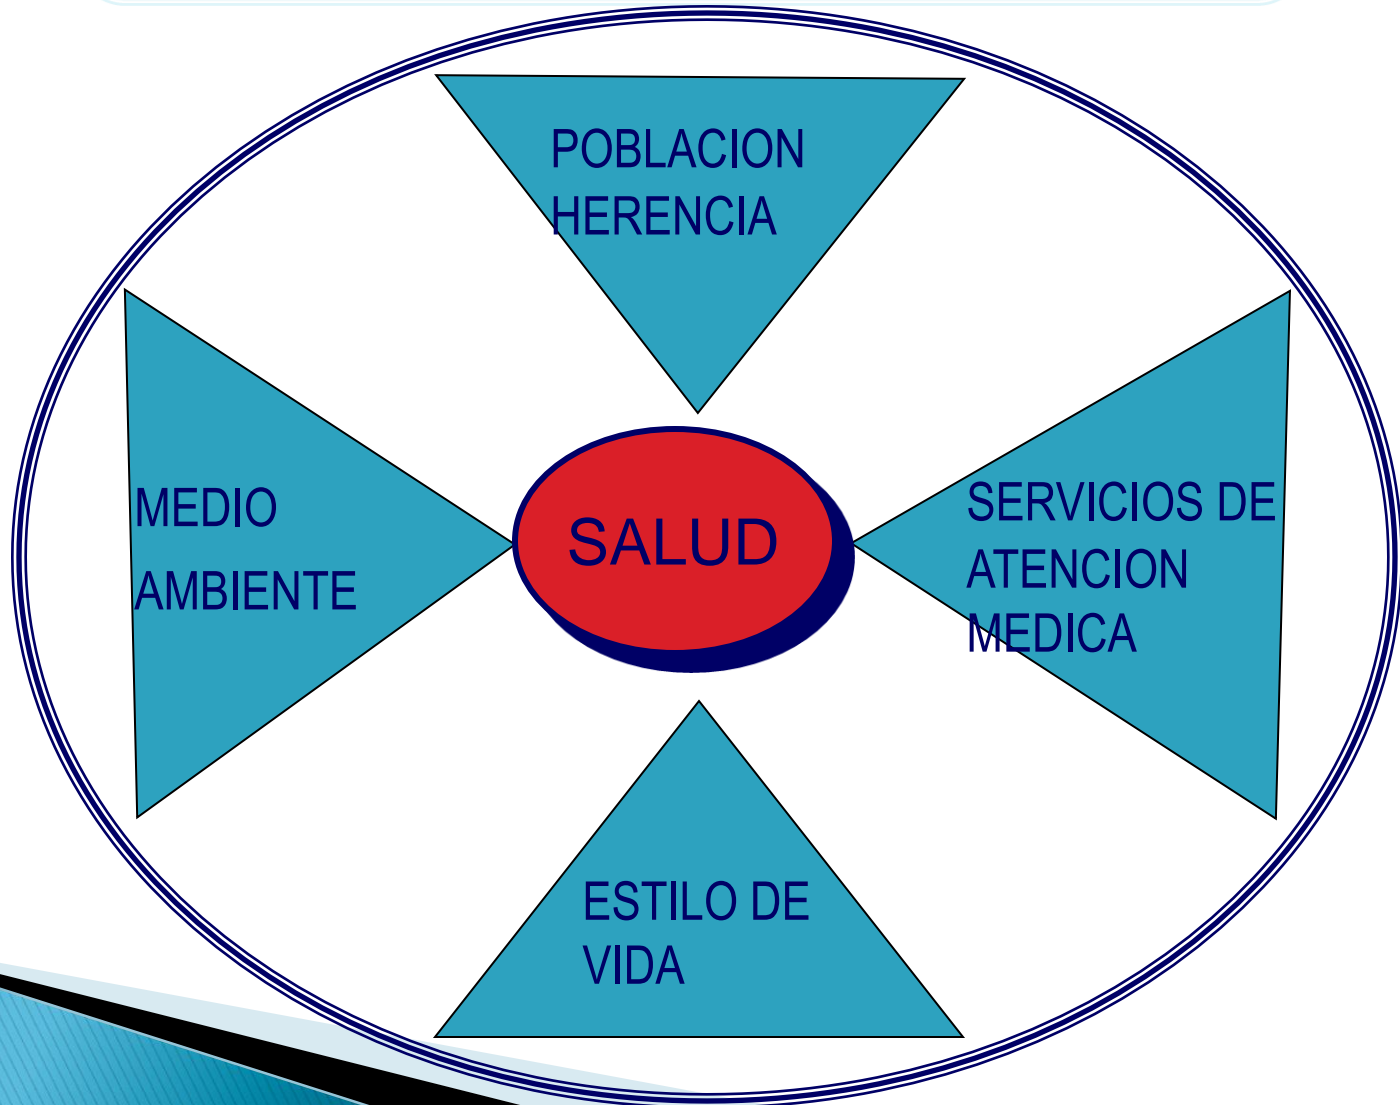 POBLACION
HERENCIA
MEDIO
AMBIENTE
SALUD
SERVICIOS DE
ATENCION
MEDICA
ESTILO DE
VIDA